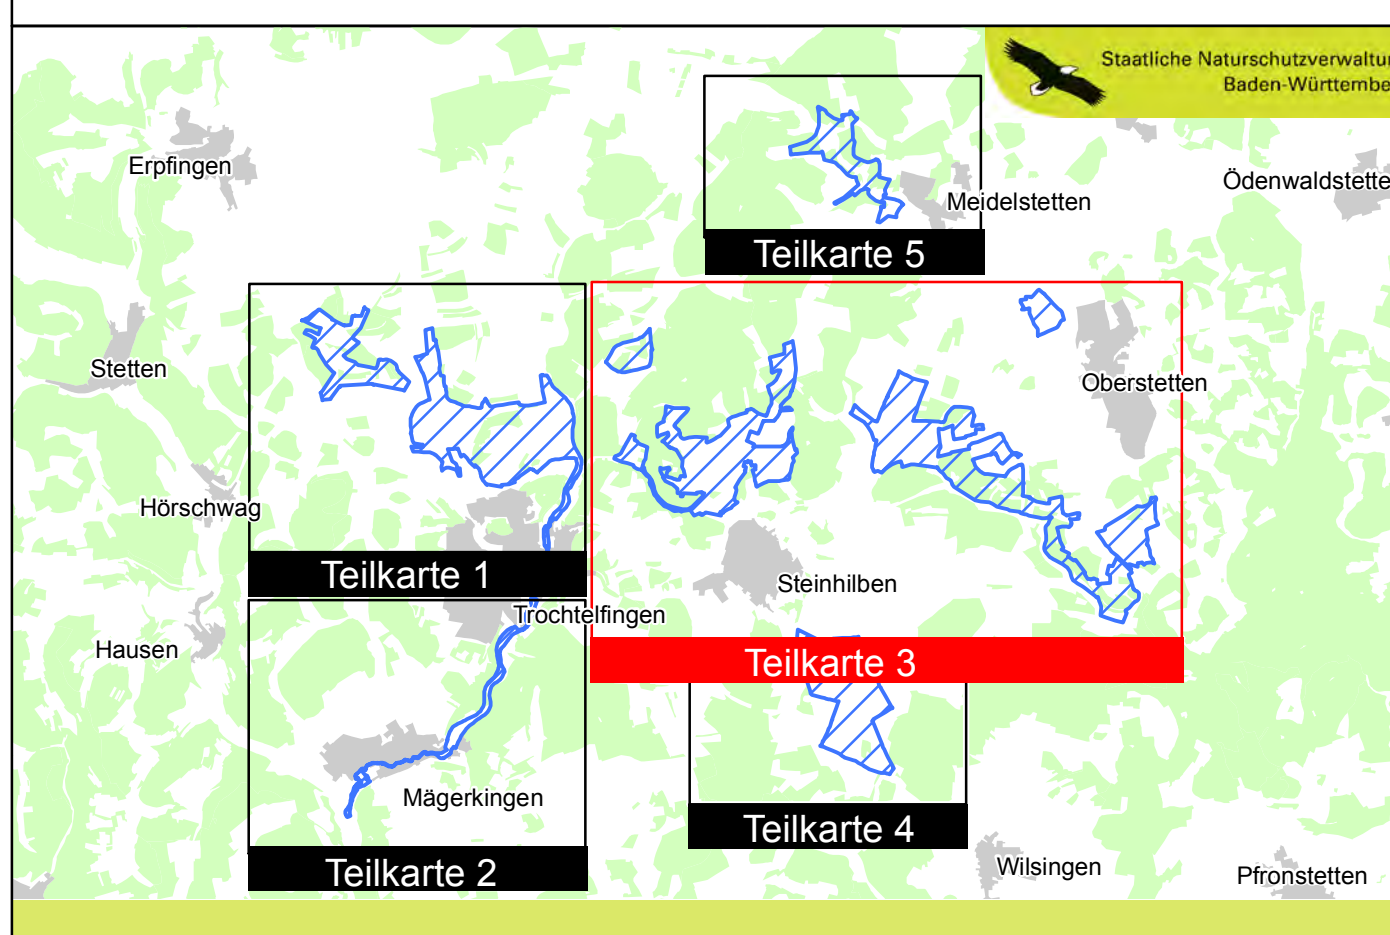 Staatliche Naturschutzverwaltun
Baden-Württembe
Erpfingen
Ödenwaldstette
Meidelstetten
Teilkarte 5
Stetten
Oberstetten
Hörschwag
Teilkarte 1
Steinhilben
Trochtelfingen
Hausen
Teilkarte 3
Mägerkingen
Teilkarte 4
Wilsingen
Teilkarte 2
Pfronstetten